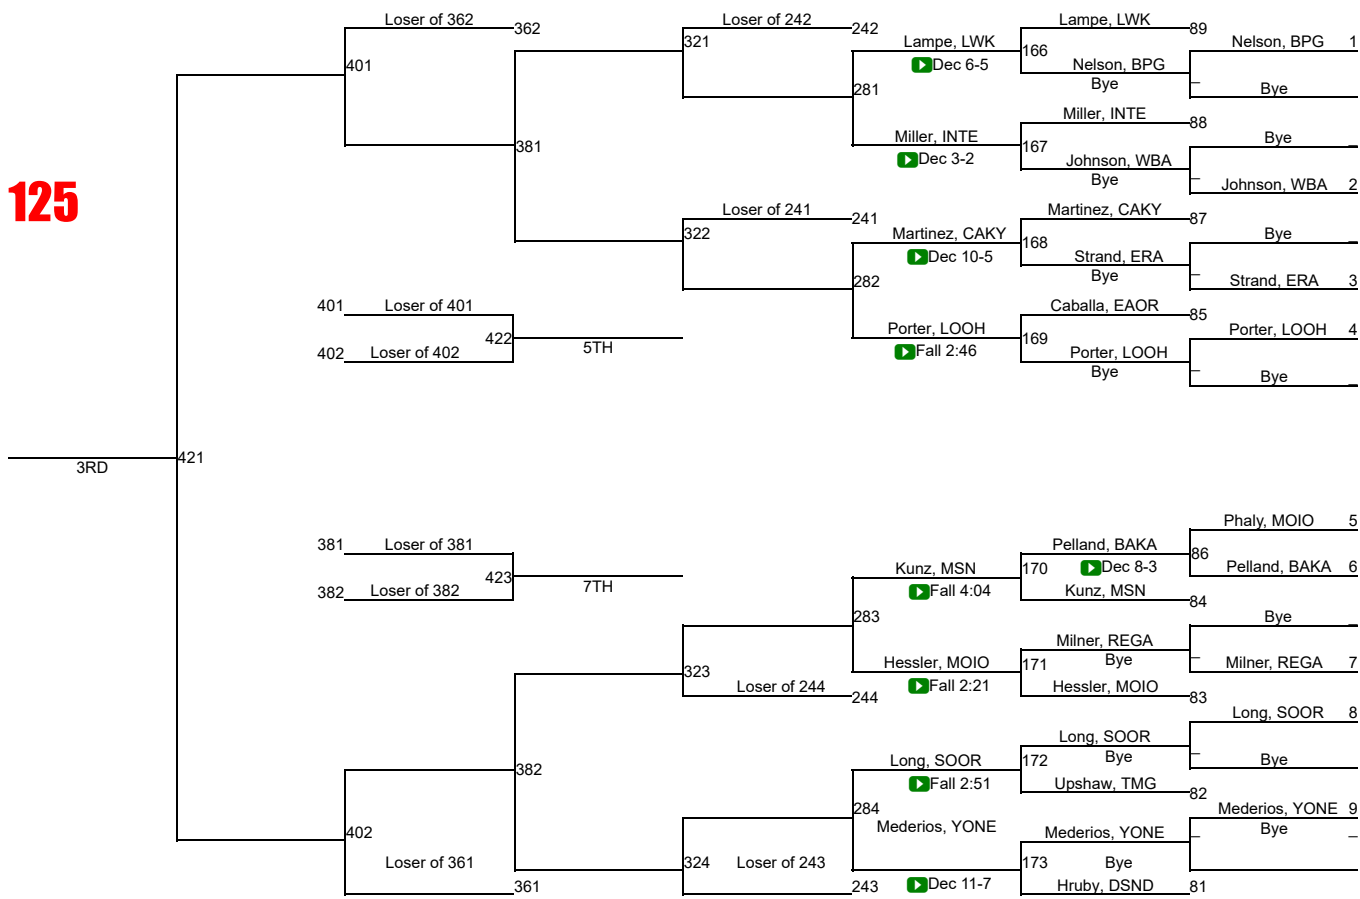 Loser of 362
362
Loser of 242
242
Lampe, LWK
89
321
Lampe, LWK
Nelson, BPG 1
401
166
Dec 6-5
Nelson, BPG
Bye
_
Bye
281
Miller, INTE
88
Miller, INTE
Bye _
381
167
Dec 3-2
Johnson, WBA
Bye
_
Johnson, WBA 2
125
Loser of 241
241
Martinez, CAKY
87
322
Martinez, CAKY
Bye _
168
Dec 10-5
Strand, ERA
Bye
_
Strand, ERA 3
282
401
Loser of 401
Caballa, EAOR
85
422
Porter, LOOH
Porter, LOOH 4
169
402
Loser of 402
5TH
Fall 2:46
Porter, LOOH
Bye
_
Bye _
421
3RD
Phaly, MOIO 5
381
Loser of 381
Pelland, BAKA
86
Kunz, MSN
170
Dec 8-3
Pelland, BAKA 6
423
382
Loser of 382
7TH
Fall 4:04
Kunz, MSN
84
283
Bye _
Hessler, MOIO
Milner, REGA
171
Bye
_
Milner, REGA 7
323
Loser of 244
244
Fall 2:21
Hessler, MOIO
83
Long, SOOR 8
Long, SOOR
Long, SOOR
382
172
Bye
_
Bye
Fall 2:51
Upshaw, TMG
82
284
Mederios, YONE 9
402
Mederios, YONE
Mederios, YONE
_
Bye _
Loser of 361
324
Loser of 243
173
Bye
361
243
Dec 11-7
Hruby, DSND
81